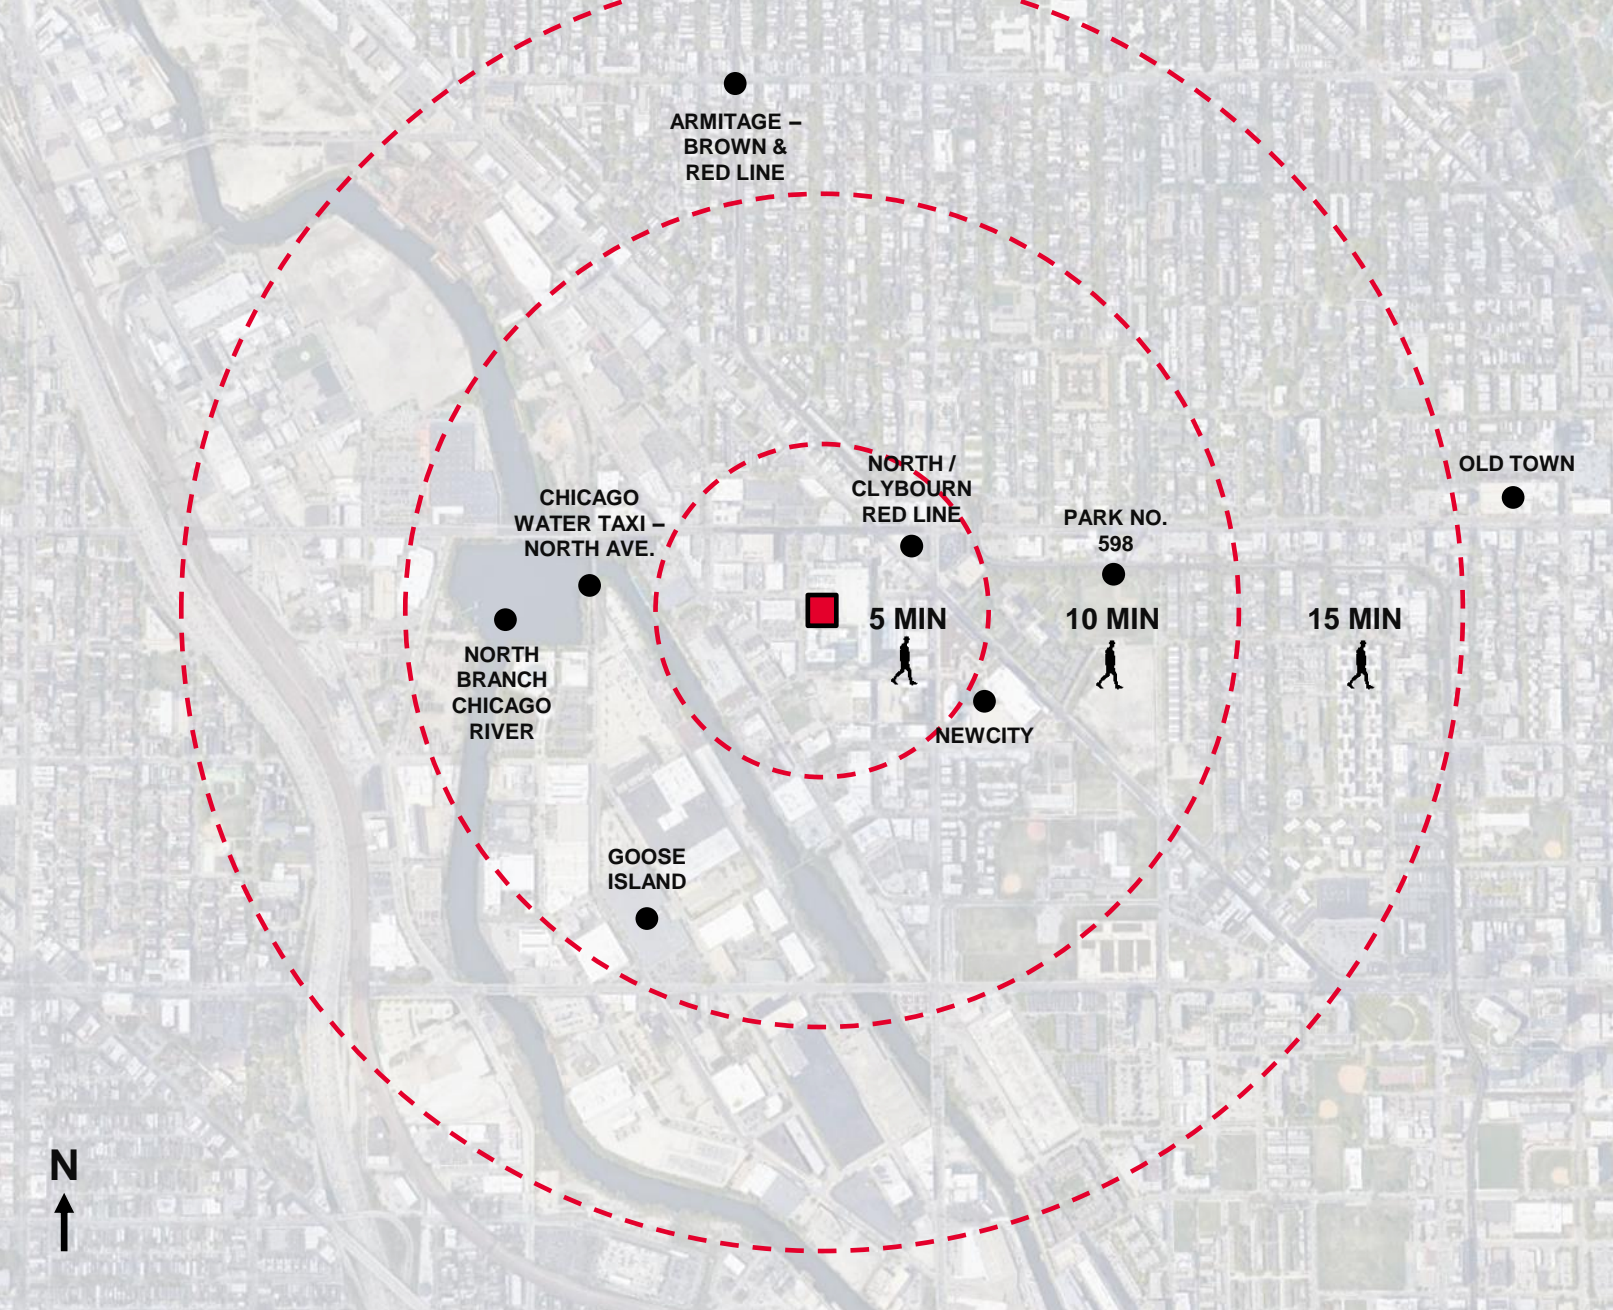 ARMITAGE –
BROWN &
RED LINE
NORTH /
CLYBOURN
RED LINE
OLD TOWN
CHICAGO
WATER TAXI –
NORTH AVE.
PARK NO.
598
5 MIN
10 MIN
15 MIN
NORTH
BRANCH
CHICAGO
RIVER
NEWCITY
GOOSE
ISLAND
N